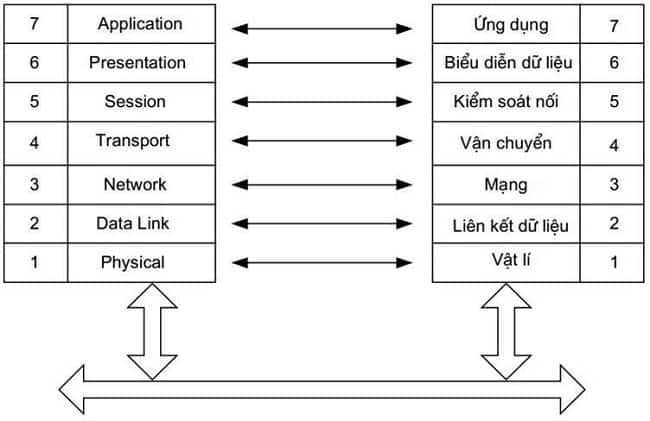 7 Application Ứng dụng 7
6 Presentation Biểu diễn dữ liệu 6
5 Session Kiểm soát nối 5
4 Transport Vận chuyển 4
3 Network Mạng 3
2 Data Link Liên kết dữ liệu 2
1 Physical Vật lí 1